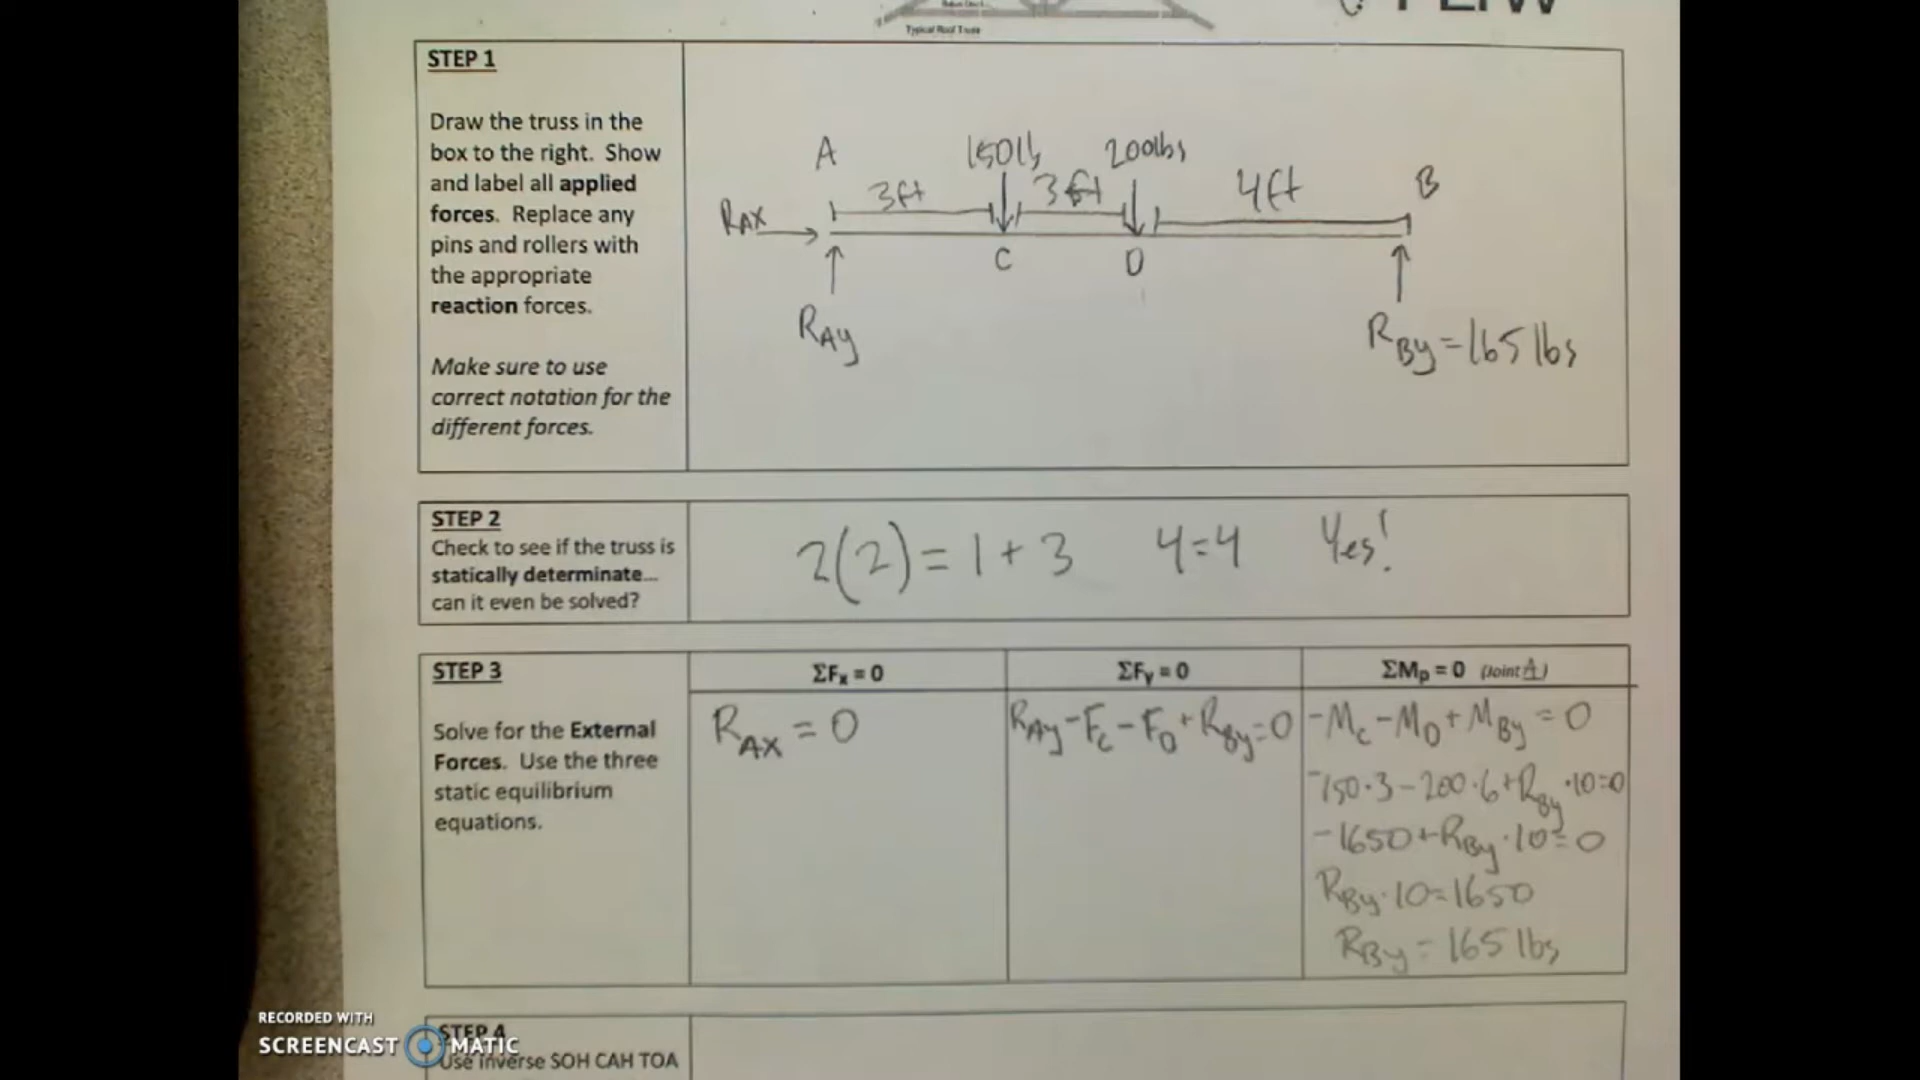 Typical Roof Truss
STEP 1
Draw the truss in the
box to the right. Show
and label all applied
forces. Replace any
pins and rollers with
the appropriate
reaction forces.
Make sure to use
correct notation for the
different forces.
A 150lb 200lbs B
3ft 3ft 4ft
RAX
C D
RAy
RBy=165 lbs
STEP 2
Check to see if the truss is
statically determinate...
can it even be solved?
2(2)=1+3 4=4 Yes!
STEP 3
Solve for the External
Forces. Use the three
static equilibrium
equations.
ΣFx = 0
RAX = 0
ΣFy = 0
RAy-Fc-FD+RBy=0
ΣMp = 0 (Joint A)
-Mc-MD+MBy=0
-150·3-200·6+RBy·10=0
-1650+RBy·10=0
RBy·10=1650
RBy=165 lbs
STEP 4
Use inverse SOH CAH TOA
RECORDED WITH
SCREENCAST MATIC